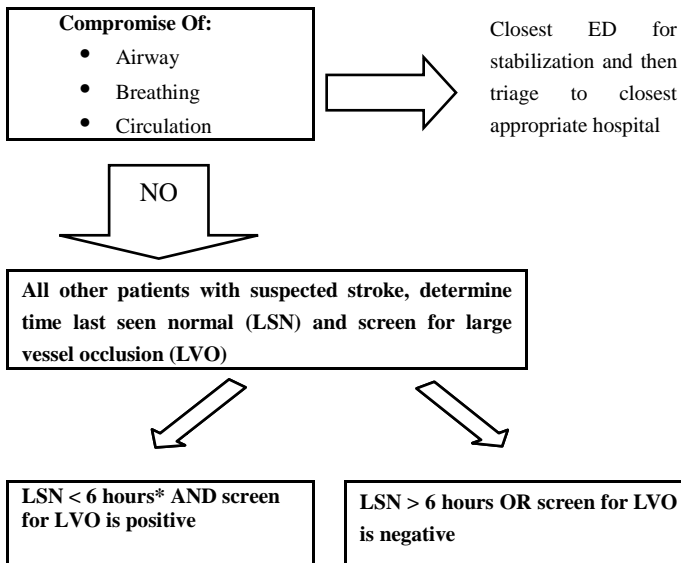 Compromise Of:
• Airway
• Breathing
• Circulation
Closest ED for
stabilization and then
triage to closest
appropriate hospital
NO
All other patients with suspected stroke, determine
time last seen normal (LSN) and screen for large
vessel occlusion (LVO)
LSN < 6 hours* AND screen
for LVO is positive
LSN > 6 hours OR screen for LVO
is negative